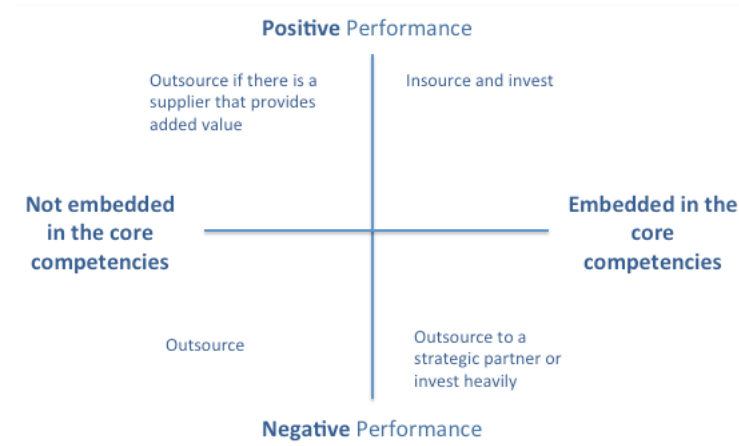 Positive Performance
Outsource if there is a
supplier that provides
added value
Insource and invest
Not embedded
in the core
competencies
Embedded in the
core
competencies
Outsource
Outsource to a
strategic partner or
invest heavily
Negative Performance